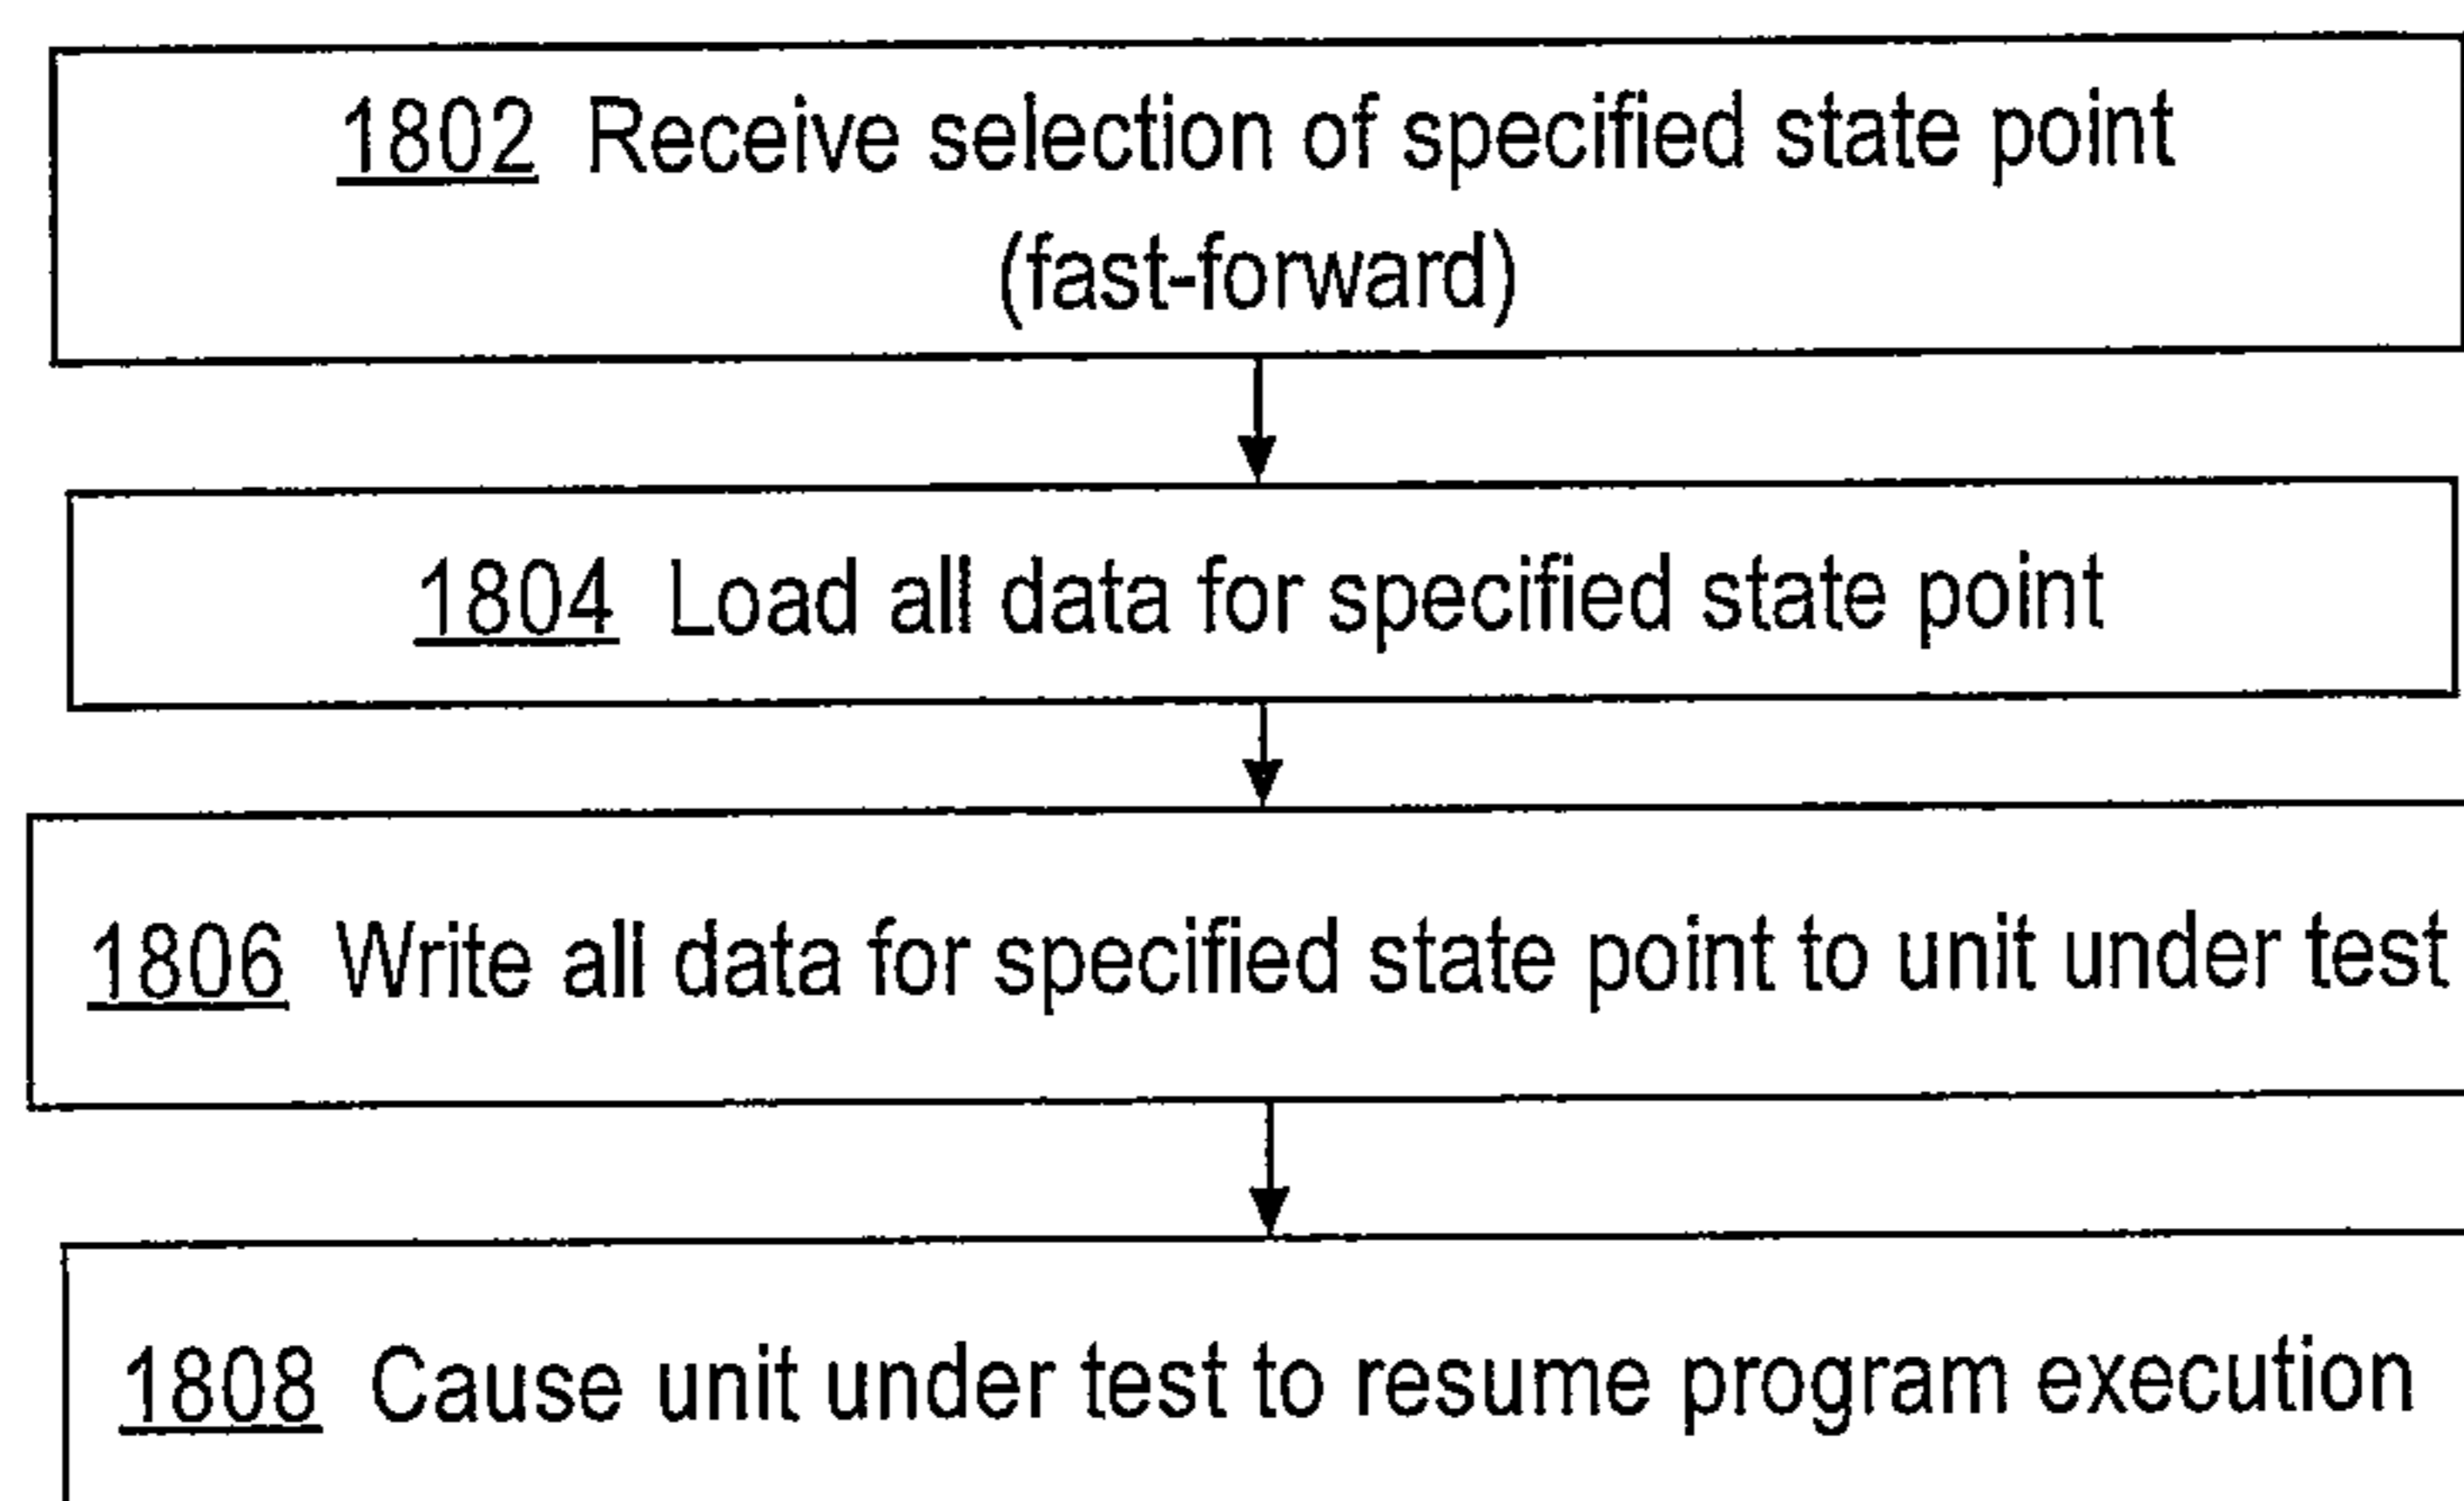 1802 Receive selection of specified state point
(fast-forward)
1804 Load all data for specified state point
1806 Write all data for specified state point to unit under test
1808 Cause unit under test to resume program execution